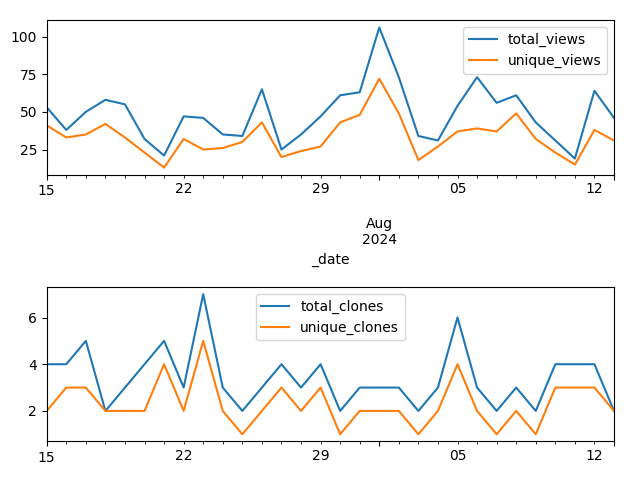 100
75
50
25
total_views
unique_views
15 22 29 05 12
Aug
2024
_date
6
4
2
total_clones
unique_clones
15 22 29 05 12